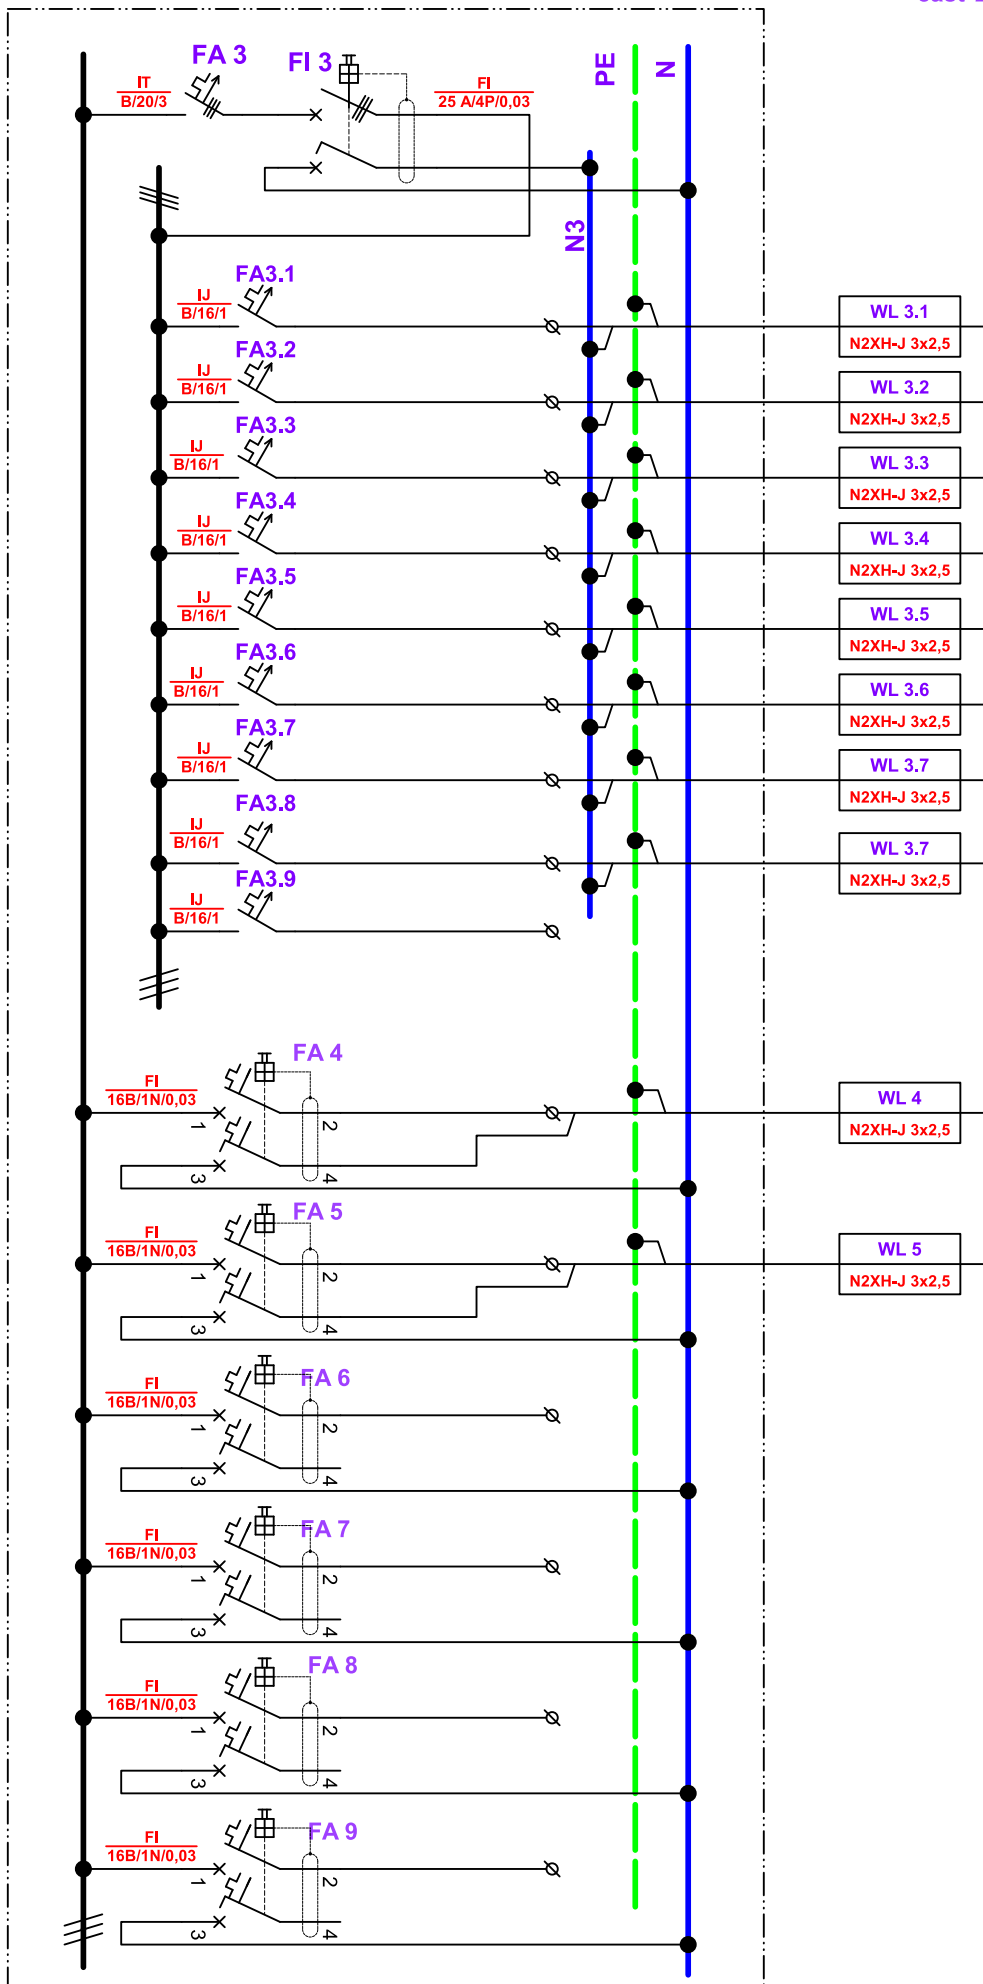 FA 3
FI 3
IT
B/20/3
FI
25 A/4P/0,03
PE
N
N3
FA3.1
IJ
B/16/1
WL 3.1
N2XH-J 3x2,5
FA3.2
IJ
B/16/1
WL 3.2
N2XH-J 3x2,5
FA3.3
IJ
B/16/1
WL 3.3
N2XH-J 3x2,5
FA3.4
IJ
B/16/1
WL 3.4
N2XH-J 3x2,5
FA3.5
IJ
B/16/1
WL 3.5
N2XH-J 3x2,5
FA3.6
IJ
B/16/1
WL 3.6
N2XH-J 3x2,5
FA3.7
IJ
B/16/1
WL 3.7
N2XH-J 3x2,5
FA3.8
IJ
B/16/1
WL 3.7
N2XH-J 3x2,5
FA3.9
IJ
B/16/1
FA 4
FI
16B/1N/0,03
1
2
3
4
WL 4
N2XH-J 3x2,5
FA 5
FI
16B/1N/0,03
1
2
3
4
WL 5
N2XH-J 3x2,5
FA 6
FI
16B/1N/0,03
1
2
3
4
FA 7
FI
16B/1N/0,03
1
2
3
4
FA 8
FI
16B/1N/0,03
1
2
3
4
FA 9
FI
16B/1N/0,03
1
2
3
4